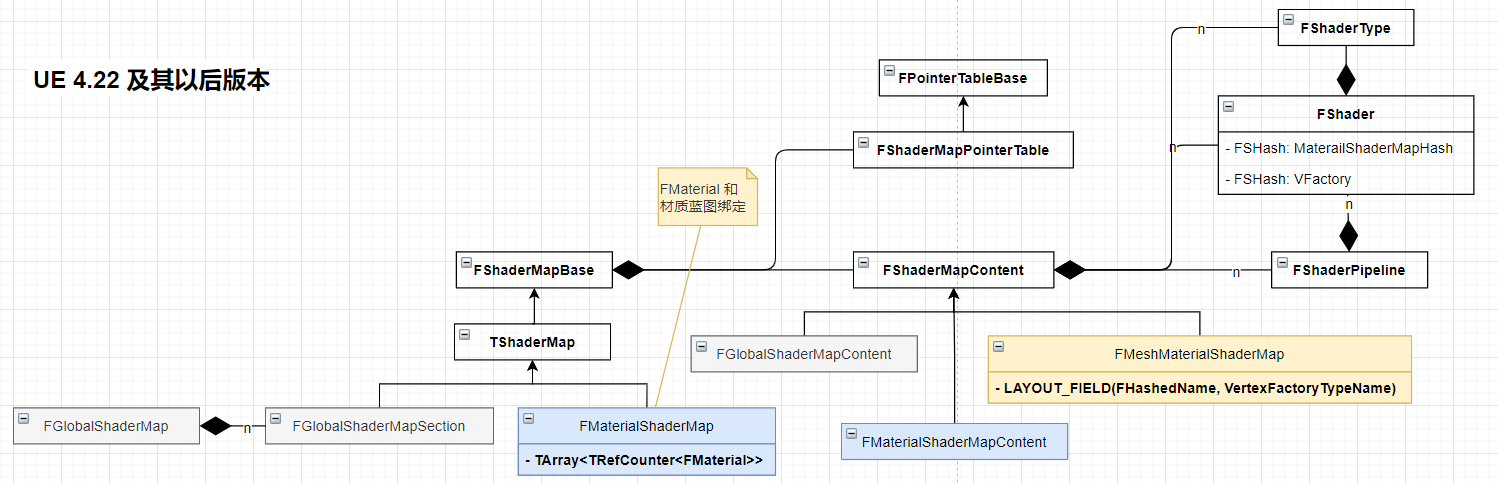 UE 4.22 及其以后版本
FShaderType
n
FPointerTableBase
FShader
- FSHash: MaterailShaderMapHash
- FSHash: VFactory
n
n
FShaderMapPointerTable
FMaterial 和
材质蓝图绑定
FShaderMapBase
FShaderMapContent
n
FShaderPipeline
TShaderMap
FGlobalShaderMapContent
FMeshMaterialShaderMap
- LAYOUT_FIELD(FHashedName, VertexFactoryTypeName)
FGlobalShaderMap
n
FGlobalShaderMapSection
FMaterialShaderMap
- TArray<TRefCounter<FMaterial>>
FMaterialShaderMapContent